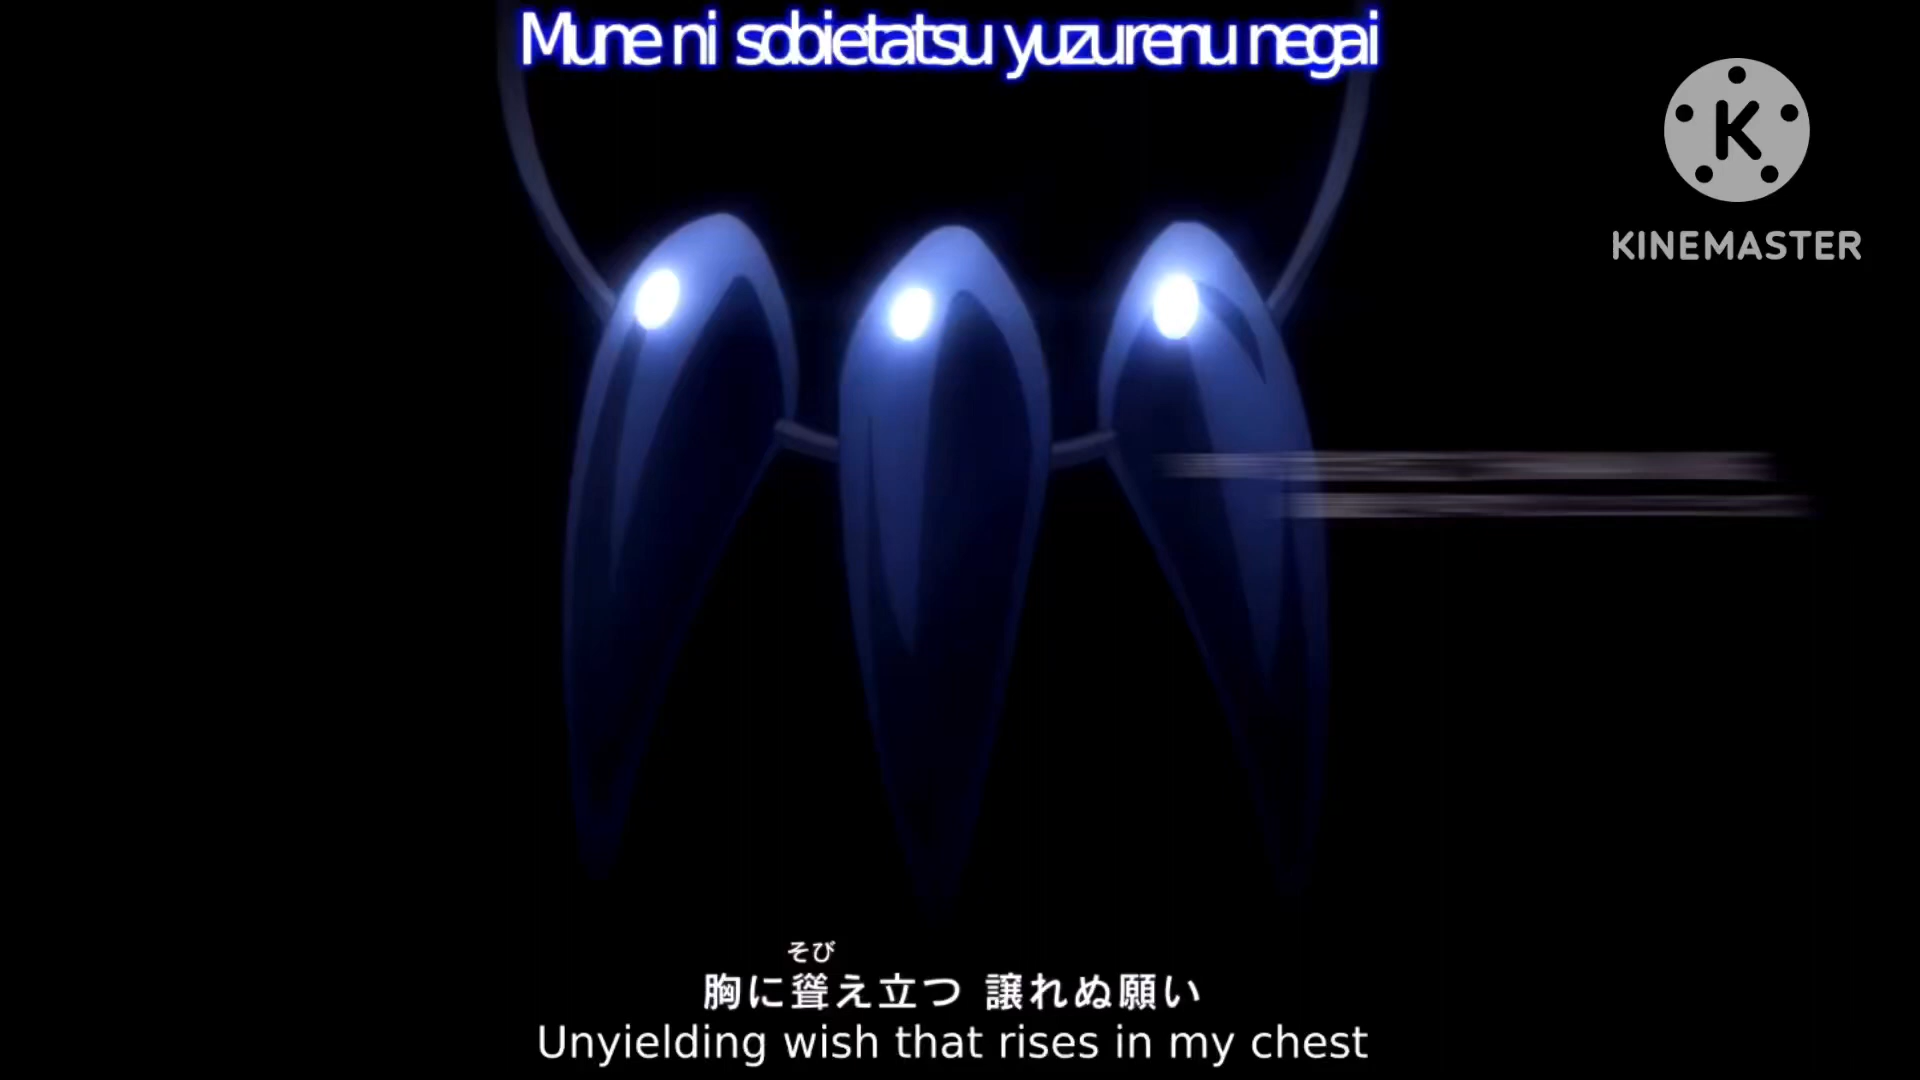 Mune ni sobietatsu yuzurenu negai
K
KINEMASTER
そび
胸に聳え立つ 譲れぬ願い
Unyielding wish that rises in my chest